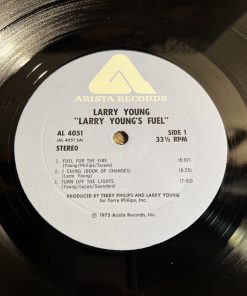 ARISTA RECORDS
LARRY YOUNG
"LARRY YOUNG'S FUEL"
AL 4051
(AL 4051 SA)
STEREO
SIDE 1
33⅓ RPM
1. FUEL FOR THE FIRE (6:07)
(Young/Philips/Torano)
2. I CHING (BOOK OF CHANGES) (6:25)
(Larry Young)
3. TURN OFF THE LIGHTS (7:53)
(Young/Logan/Saunders)
PRODUCED BY TERRY PHILIPS AND LARRY YOUNG
for Terry Philips, Inc.
© 1975 Arista Records, Inc.